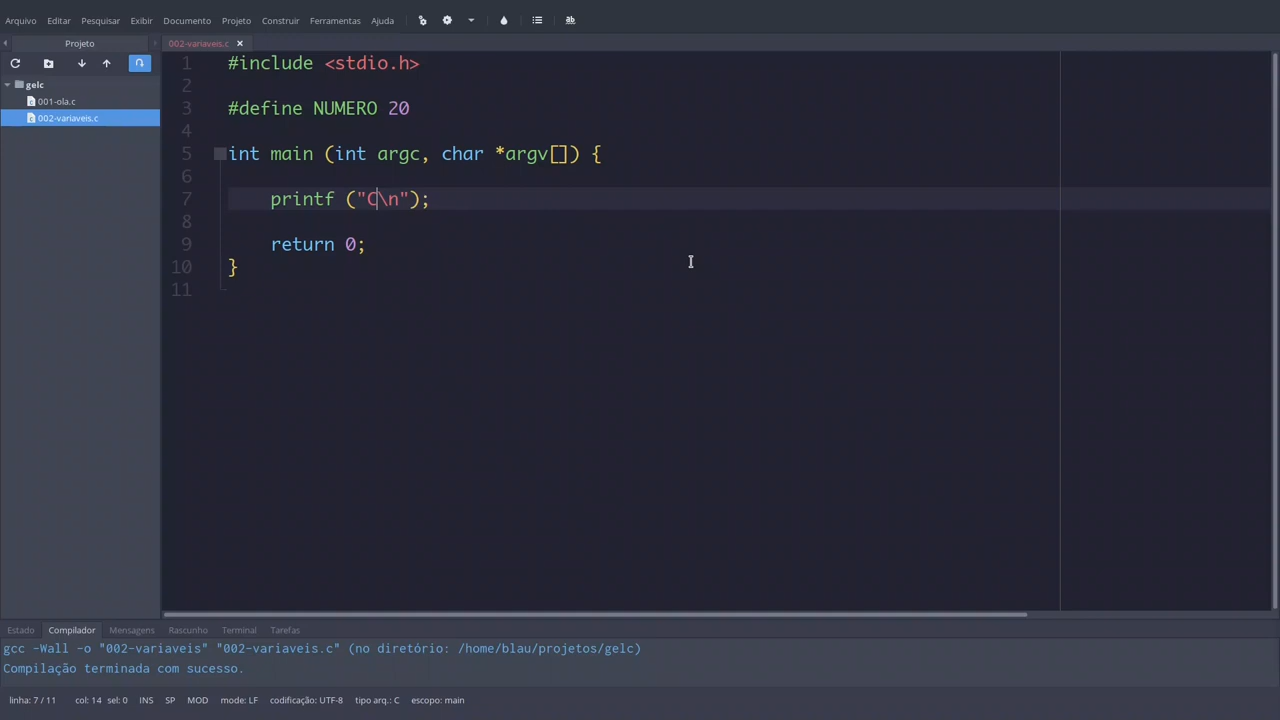 Arquivo Editar Pesquisar Exibir Documento Projeto Construir Ferramentas Ajuda ab
Projeto
002-variaveis.c ×
gelc
001-ola.c
002-variaveis.c
1 #include <stdio.h>
2
3 #define NUMERO 20
4
5 int main (int argc, char *argv[]) {
6
7 printf ("C\n");
8
9 return 0;
10 }
11
Estado Compilador Mensagens Rascunho Terminal Tarefas
gcc -Wall -o "002-variaveis" "002-variaveis.c" (no diretório: /home/blau/projetos/gelc)
Compilação terminada com sucesso.
linha: 7 / 11 col: 14 sel: 0 INS SP MOD mode: LF codificação: UTF-8 tipo arq.: C escopo: main